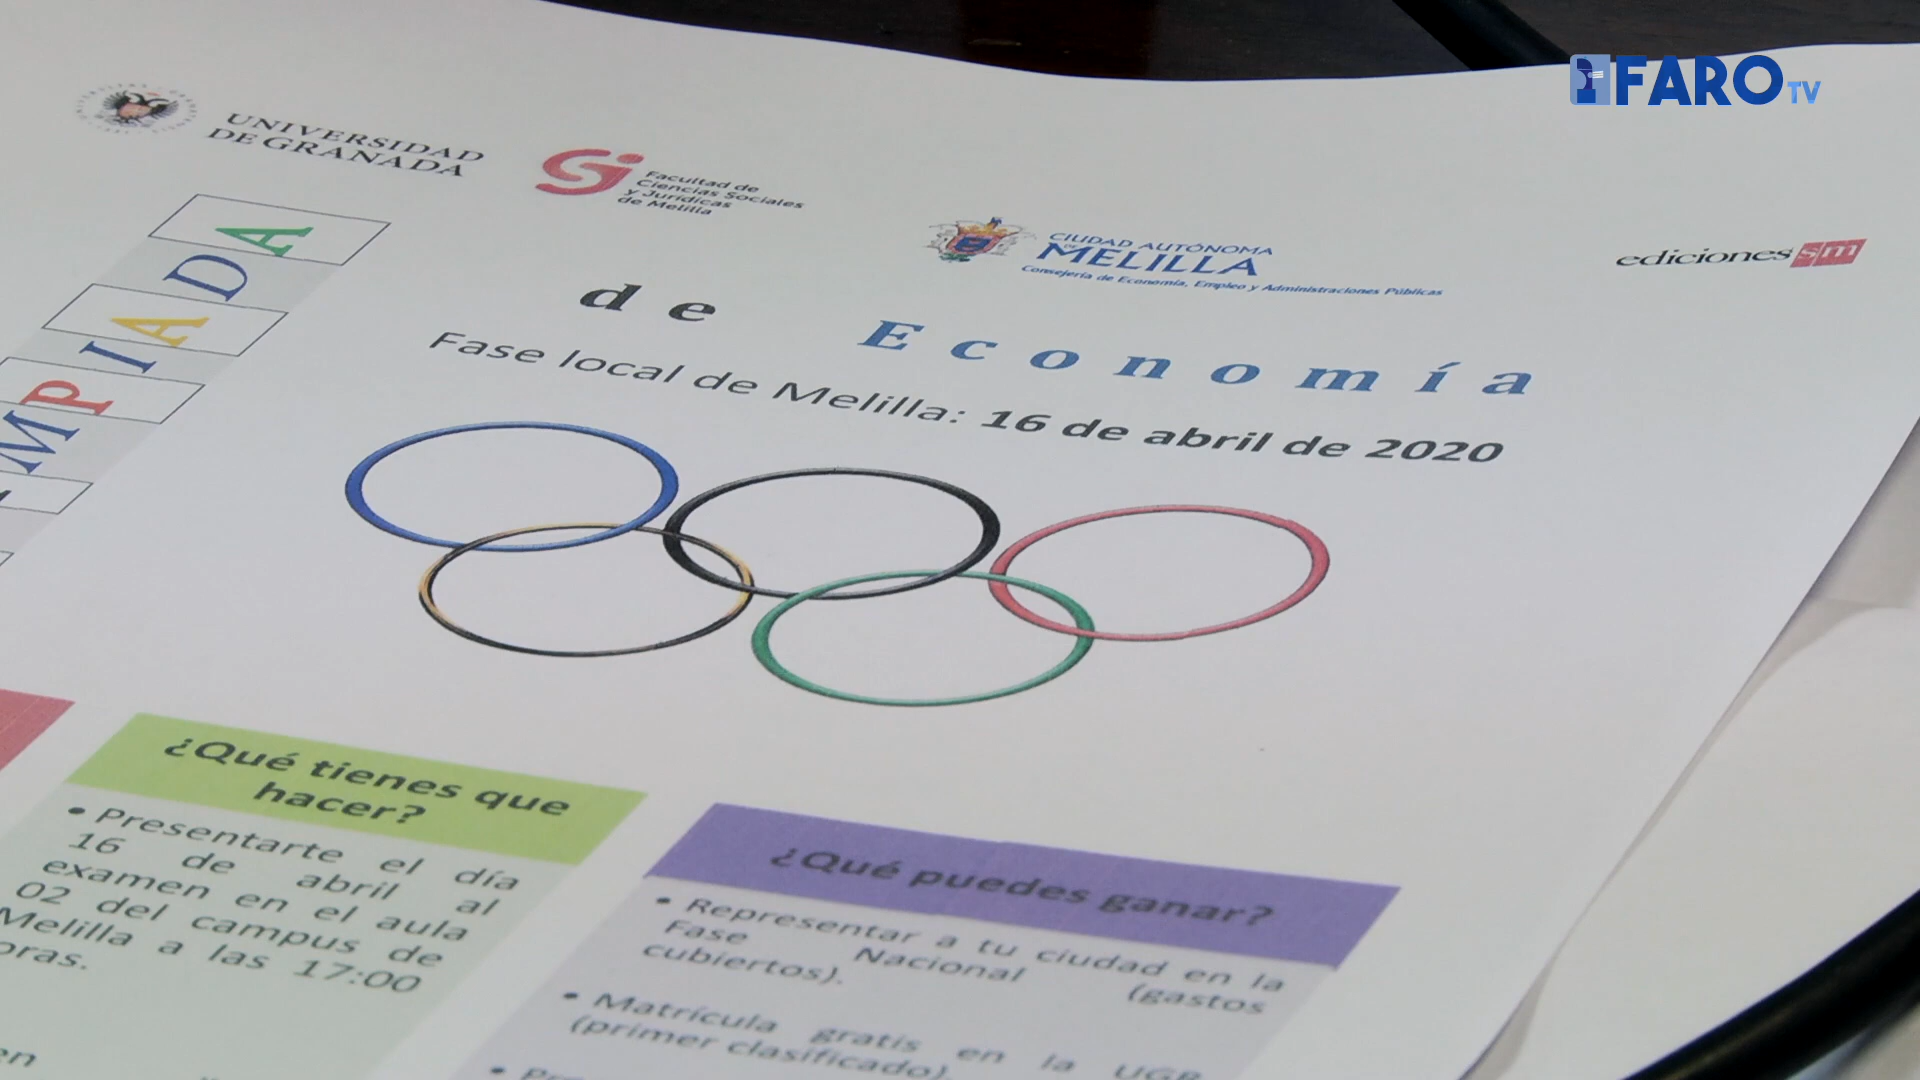 FARO TV
UNIVERSIDAD
DE GRANADA
Facultad de
Ciencias Sociales
y Jurídicas
de Melilla
CIUDAD AUTÓNOMA
DE MELILLA
Consejería de Economía, Empleo y Administraciones Públicas
ediciones sm
MPIADA
de Economía
Fase local de Melilla: 16 de abril de 2020
¿Qué tienes que
hacer?
• Presentarte el día
16 de abril al
examen en el aula
02 del campus de
Melilla a las 17:00
¿Qué puedes ganar?
• Representar a tu ciudad en la
Fase Nacional (gastos
cubiertos).
• Matrícula gratis en la UGR
(primer clasificado).